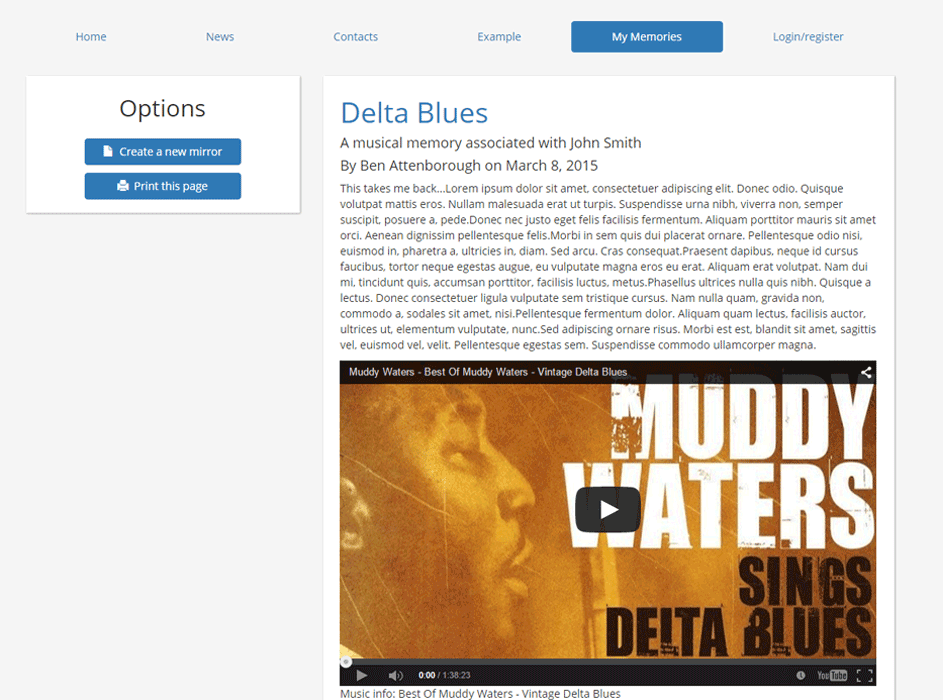 Home News Contacts Example My Memories Login/register
Options
Create a new mirror
Print this page
Delta Blues
A musical memory associated with John Smith
By Ben Attenborough on March 8, 2015
This takes me back...Lorem ipsum dolor sit amet, consectetuer adipiscing elit. Donec odio. Quisque
volutpat mattis eros. Nullam malesuada erat ut turpis. Suspendisse urna nibh, viverra non, semper
suscipit, posuere a, pede.Donec nec justo eget felis facilisis fermentum. Aliquam porttitor mauris sit amet
orci. Aenean dignissim pellentesque felis.Morbi in sem quis dui placerat ornare. Pellentesque odio nisi,
euismod in, pharetra a, ultricies in, diam. Sed arcu. Cras consequat.Praesent dapibus, neque id cursus
faucibus, tortor neque egestas augue, eu vulputate magna eros eu erat. Aliquam erat volutpat. Nam dui
mi, tincidunt quis, accumsan porttitor, facilisis luctus, metus.Phasellus ultrices nulla quis nibh. Quisque a
lectus. Donec consectetuer ligula vulputate sem tristique cursus. Nam nulla quam, gravida non,
commodo a, sodales sit amet, nisi.Pellentesque fermentum dolor. Aliquam quam lectus, facilisis auctor,
ultrices ut, elementum vulputate, nunc.Sed adipiscing ornare risus. Morbi est est, blandit sit amet, sagittis
vel, euismod vel, velit. Pellentesque egestas sem. Suspendisse commodo ullamcorper magna.
Muddy Waters - Best Of Muddy Waters - Vintage Delta Blues
MUDDY
WATERS
SINGS
DELTA BLUES
0:00 / 1:38:23 YouTube
Music info: Best Of Muddy Waters - Vintage Delta Blues